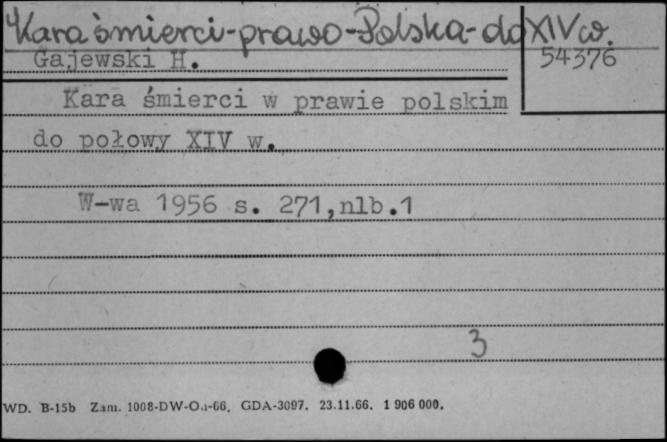 Kara śmierci-prawo-Polska-do XIV w.
Gajewski H. 54376
Kara śmierci w prawie polskim
do połowy XIV w.
W-wa 1956 s. 271,nlb.1
3
WD. B-15b Zam. 1008-DW-O.-66. GDA-3097. 23.11.66. 1 906 000.